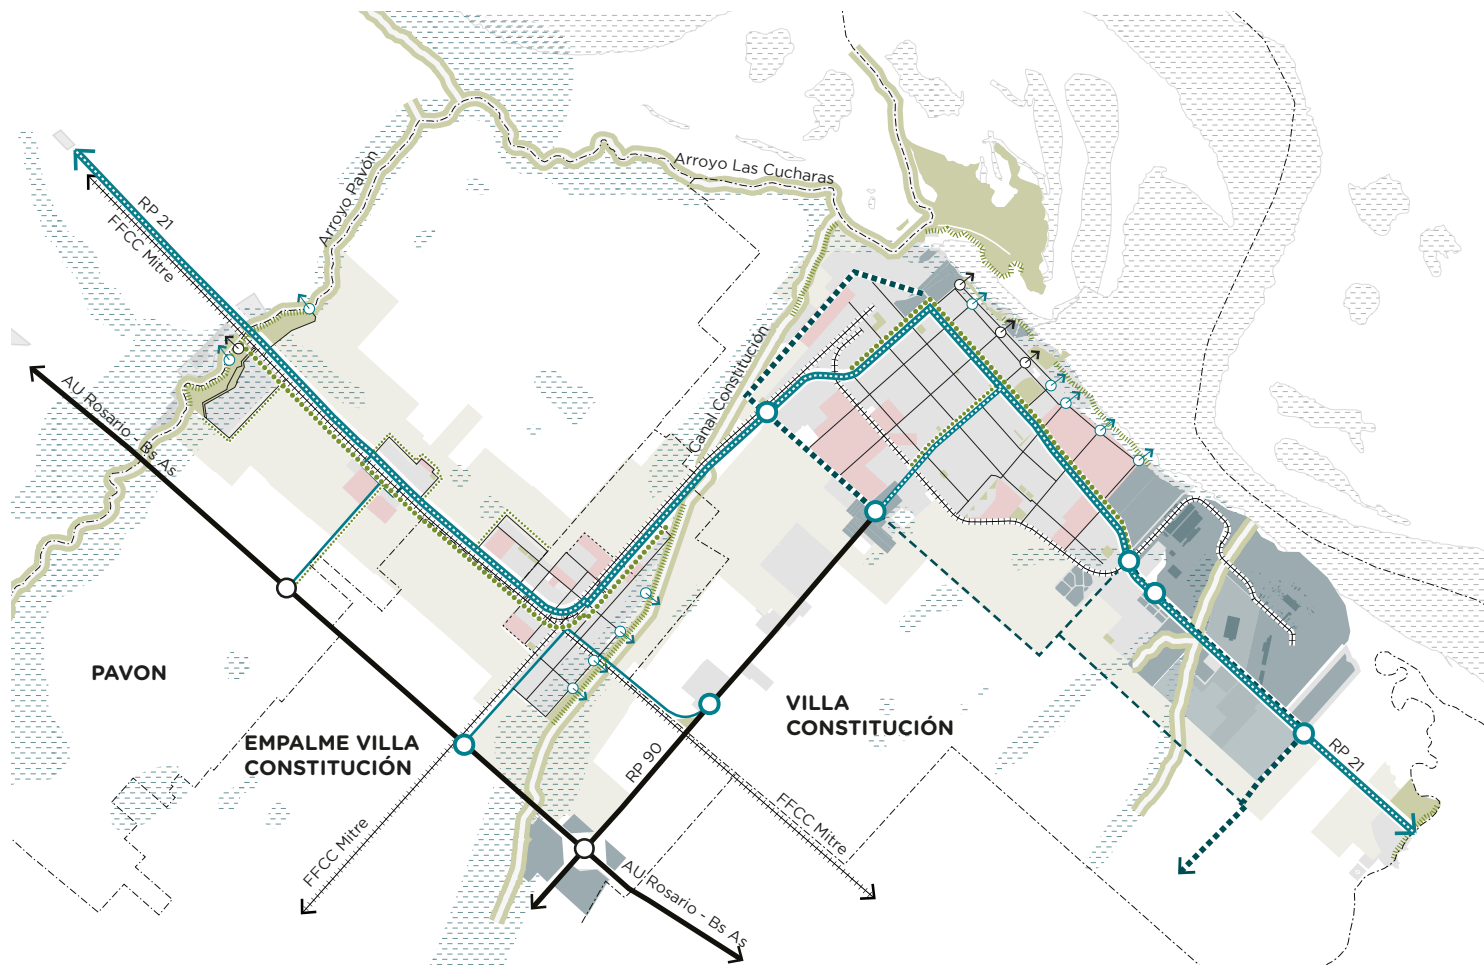 Arroyo Las Cucharas
Arroyo Pavón
RP 21
FFCC Mitre
Canal Constitución
AU Rosario - Bs As
PAVON
VILLA
CONSTITUCIÓN
EMPALME VILLA
CONSTITUCIÓN
RP 90
RP 21
FFCC Mitre
FFCC Mitre
AU Rosario - Bs As